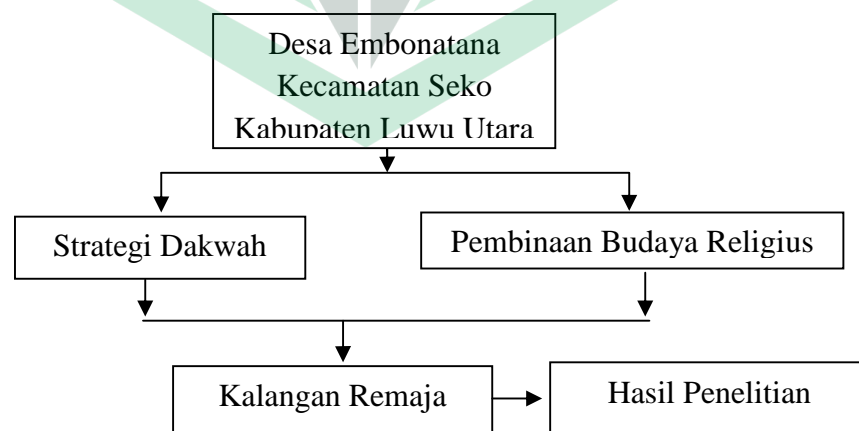 Desa Embonatana
Kecamatan Seko
Kabupaten Luwu Utara
Strategi Dakwah
Pembinaan Budaya Religius
Kalangan Remaja
Hasil Penelitian